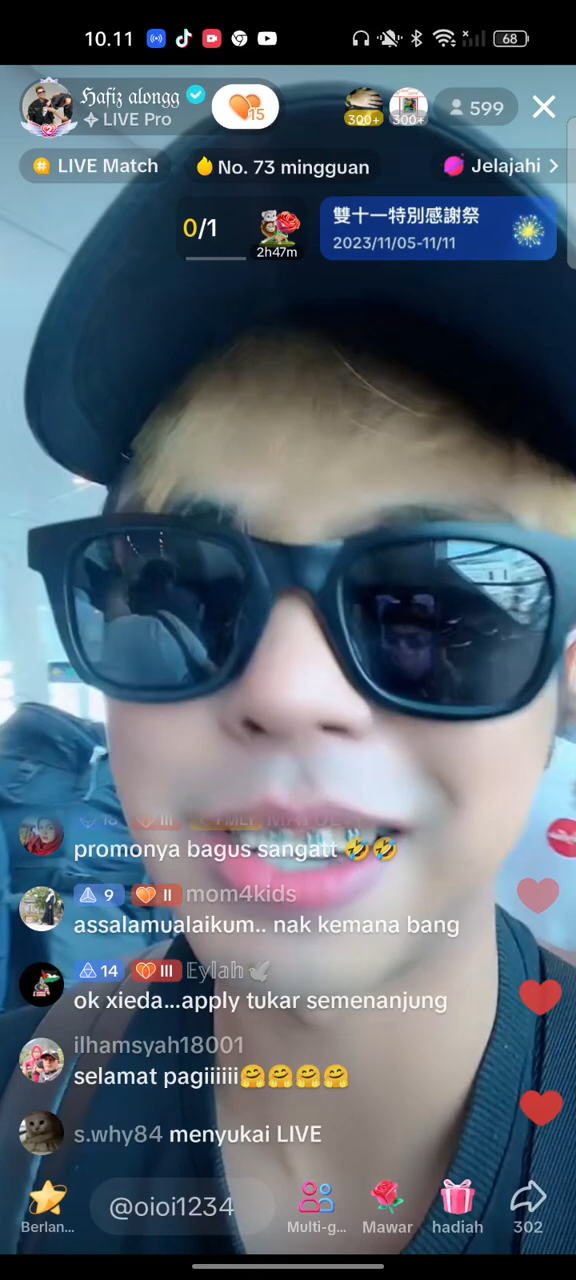 10.11
68
Hafiz alongg
LIVE Pro
15
300+
300+
599
LIVE Match
No. 73 mingguan
Jelajahi
0/1
2h47m
雙十一特別感謝祭
2023/11/05-11/11
promonya bagus sangatt 🤣🤣
9 II mom4kids
assalamualaikum.. nak kemana bang
14 III Eylah🕊
ok xieda...apply tukar semenanjung
ilhamsyah18001
selamat pagiiiiii🤗🤗🤗🤗
s.why84 menyukai LIVE
@oioi1234
Berlan...
Multi-g...
Mawar
hadiah
302